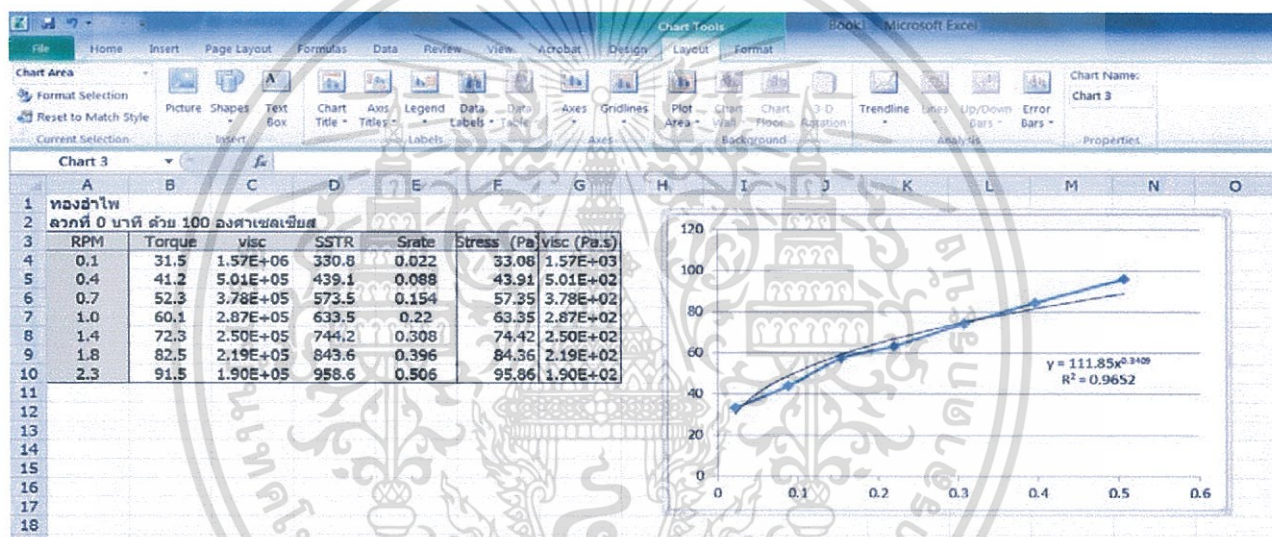 Chart Tools Book1 - Microsoft Excel
File Home Insert Page Layout Formulas Data Review View Acrobat Design Layout Format
Chart Area
Format Selection
Reset to Match Style
Current Selection
Picture Shapes Text Box
Insert
Chart Title Axis Titles Legend Data Labels Data Table
Labels
Axes Gridlines
Axes
Plot Area Chart Wall Chart Floor 3-D Rotation
Background
Trendline Lines Up/Down Bars Error Bars
Analysis
Chart Name:
Chart 3
Properties
Chart 3 fx
A B C D E F G H I J K L M N O
1 ทองอำไพ
2 ลวกที่ 0 นาที ด้วย 100 องศาเซลเซียส
3 RPM Torque visc SSTR Srate Stress (Pa) visc (Pa.s)
4 0.1 31.5 1.57E+06 330.8 0.022 33.08 1.57E+03
5 0.4 41.2 5.01E+05 439.1 0.088 43.91 5.01E+02
6 0.7 52.3 3.78E+05 573.5 0.154 57.35 3.78E+02
7 1.0 60.1 2.87E+05 633.5 0.22 63.35 2.87E+02
8 1.4 72.3 2.50E+05 744.2 0.308 74.42 2.50E+02
9 1.8 82.5 2.19E+05 843.6 0.396 84.36 2.19E+02
10 2.3 91.5 1.90E+05 958.6 0.506 95.86 1.90E+02
11
12
13
14
15
16
17
18
120
100
80
60
40
20
0
0 0.1 0.2 0.3 0.4 0.5 0.6
y = 111.85x^0.3409
R² = 0.9652